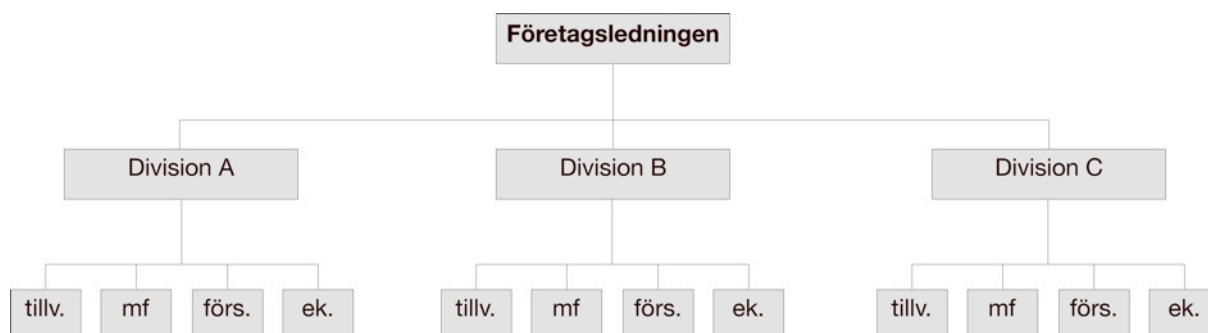 Företagsledningen
Division A
Division B
Division C
tillv.
mf
förs.
ek.
tillv.
mf
förs.
ek.
tillv.
mf
förs.
ek.